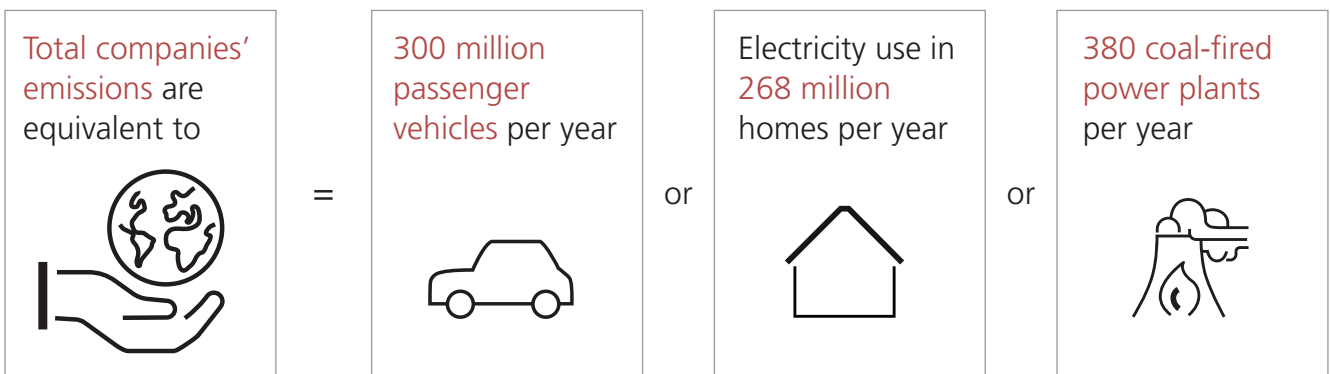 Total companies’
emissions are
equivalent to
=
300 million
passenger
vehicles per year
or
Electricity use in
268 million
homes per year
or
380 coal-fired
power plants
per year